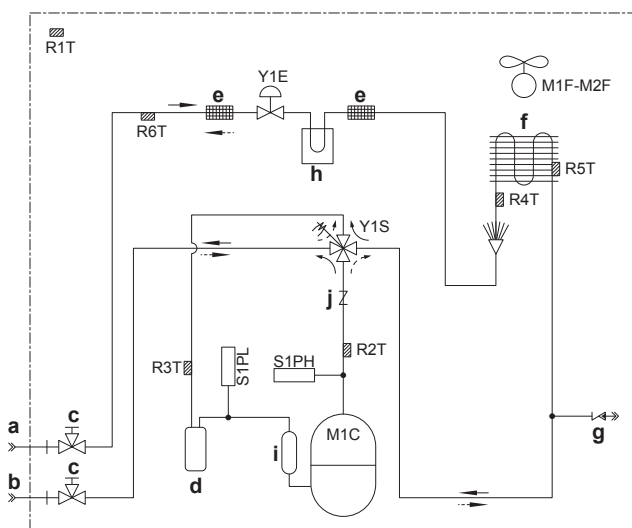 R1T
M1F-M2F
Y1E
e
e
f
R6T
R5T
h
R4T
Y1S
j
S1PL
R3T
S1PH
R2T
a
c
M1C
g
i
b
c
d